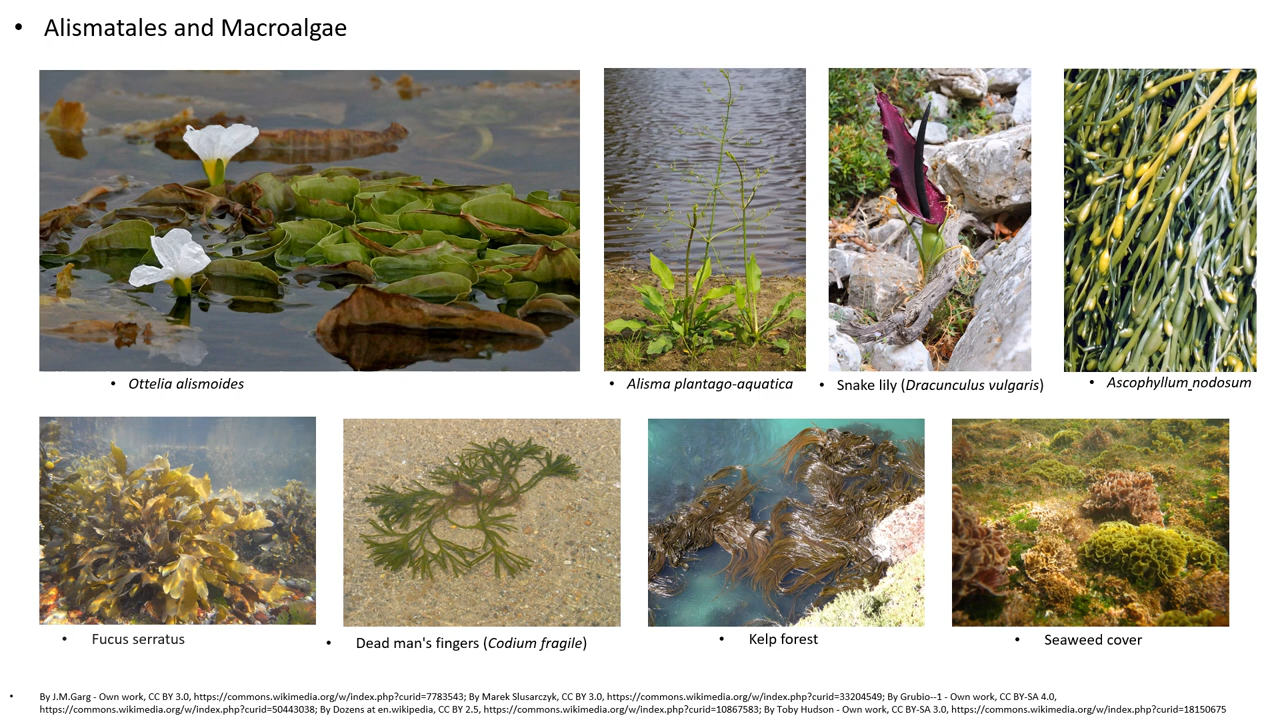 • Alismatales and Macroalgae
• Ottelia alismoides
• Alisma plantago-aquatica
• Snake lily (Dracunculus vulgaris)
• Ascophyllum nodosum
• Fucus serratus
• Dead man's fingers (Codium fragile)
• Kelp forest
• Seaweed cover
• By J.M.Garg - Own work, CC BY 3.0, https://commons.wikimedia.org/w/index.php?curid=7783543; By Marek Slusarczyk, CC BY 3.0, https://commons.wikimedia.org/w/index.php?curid=33204549; By Grubio--1 - Own work, CC BY-SA 4.0,
https://commons.wikimedia.org/w/index.php?curid=50443038; By Dozens at en.wikipedia, CC BY 2.5, https://commons.wikimedia.org/w/index.php?curid=10867583; By Toby Hudson - Own work, CC BY-SA 3.0, https://commons.wikimedia.org/w/index.php?curid=18150675